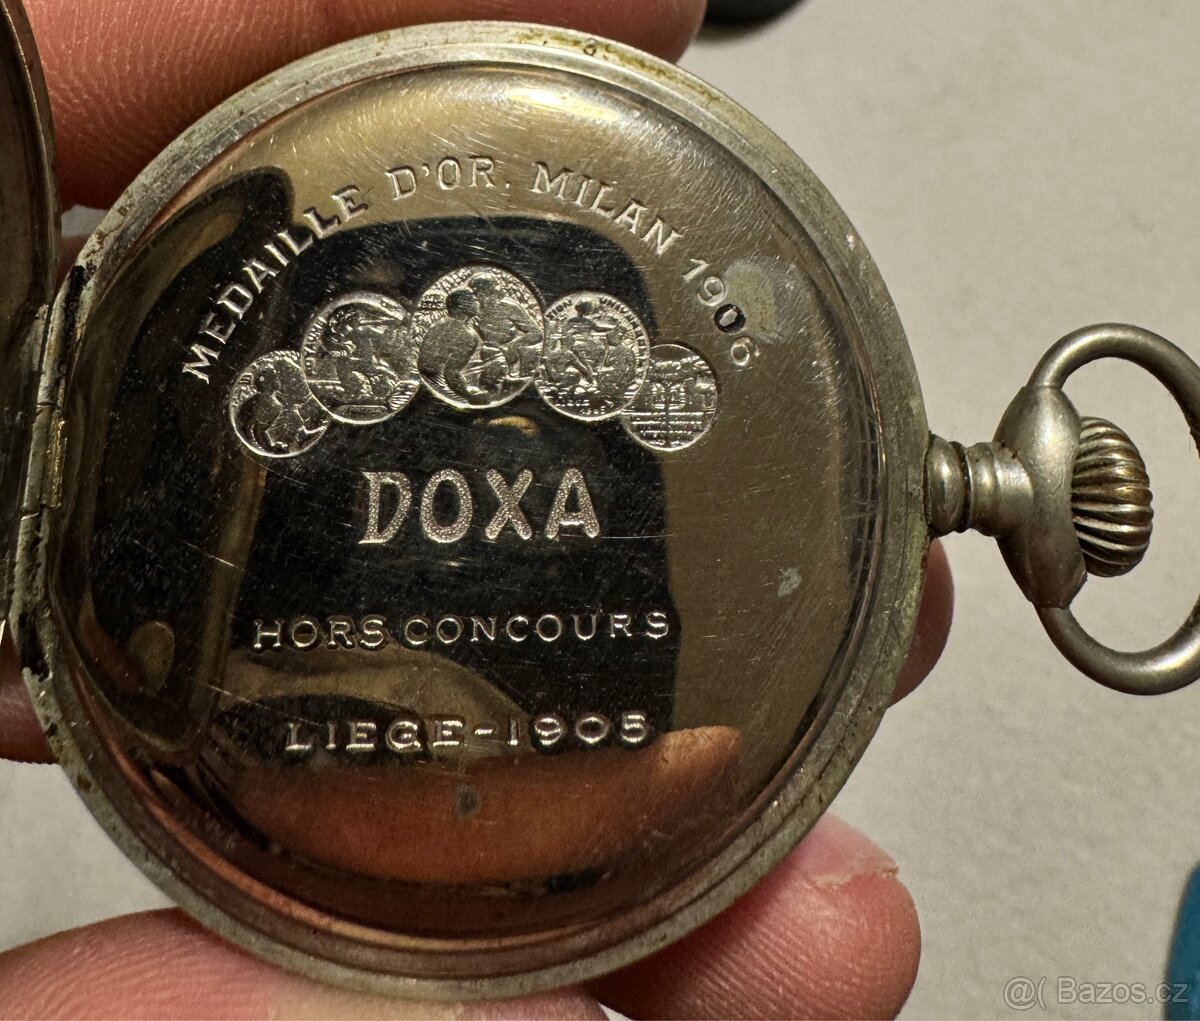 MEDAILLE D'OR. MILAN 1906
DOXA
HORS CONCOURS
LIEGE-1905
@( Bazos.cz